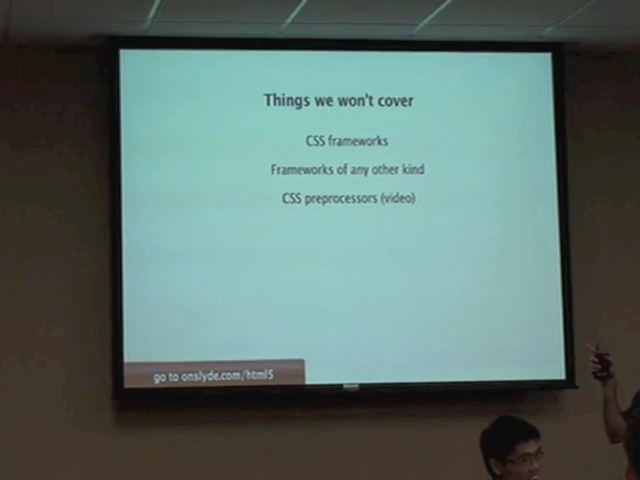 Things we won't cover
CSS frameworks
Frameworks of any other kind
CSS preprocessors (video)
go to onslyde.com/html5